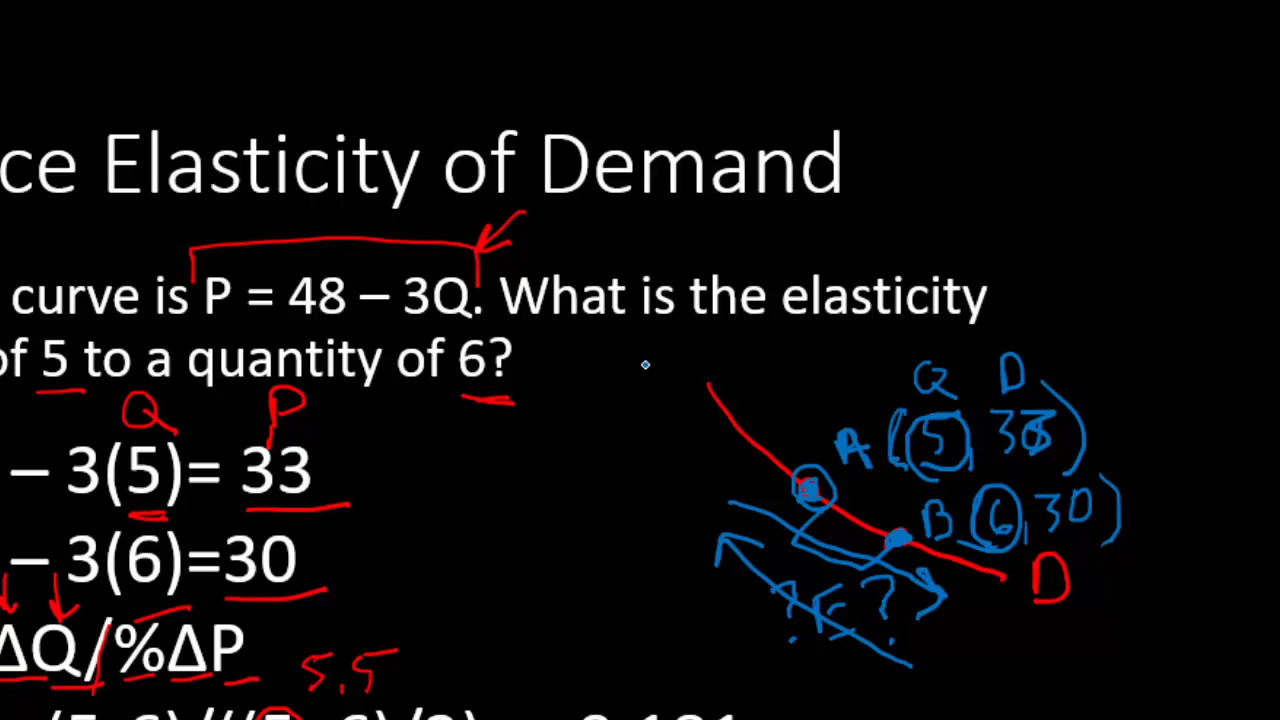 ce Elasticity of Demand
curve is P = 48 – 3Q. What is the elasticity
of 5 to a quantity of 6?
Q P
– 3(5)= 33
– 3(6)=30
ΔQ/%ΔP
5.5
Q D
A (5,
B (6, 30)
D
? E ?